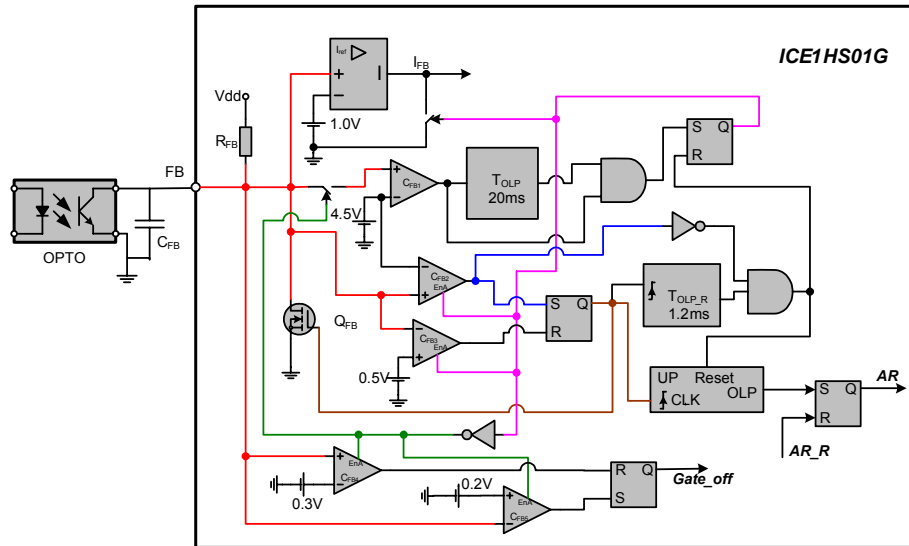 ICE1HS01G
Iref
IFB
Vdd
1.0V
RFB
S Q
R
FB
CFB1
TOLP
20ms
4.5V
CFB
OPTO
CFB2
EnA
S Q
R
TOLP_R
1.2ms
QFB
CFB3
EnA
0.5V
UP Reset
OLP
CLK
S Q
R
AR
AR_R
EnA
CFB4
0.3V
0.2V
EnA
CFB5
R Q
S
Gate_off